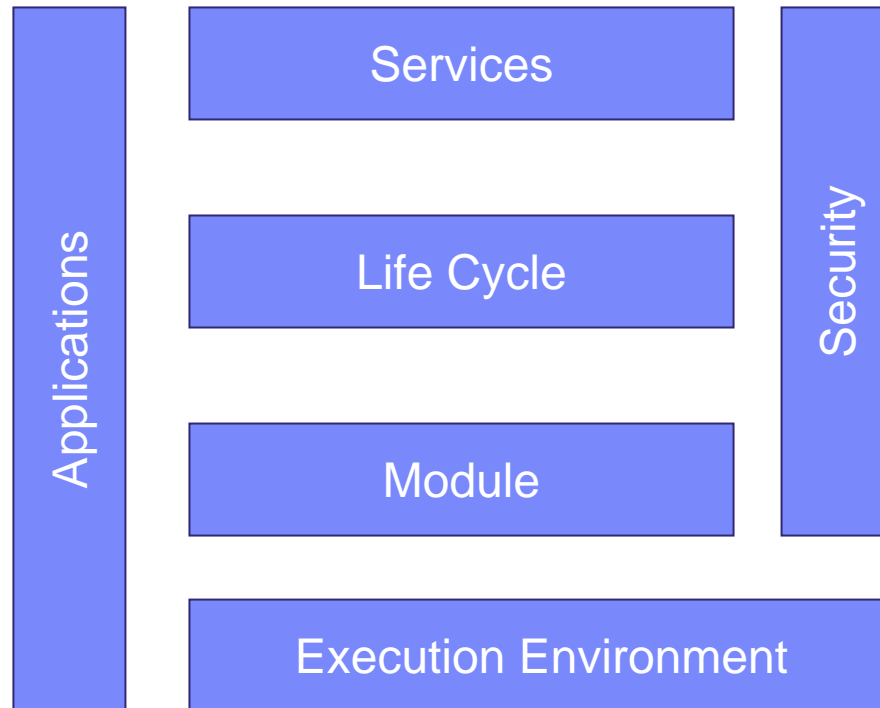 Applications
Services
Life Cycle
Module
Security
Execution Environment